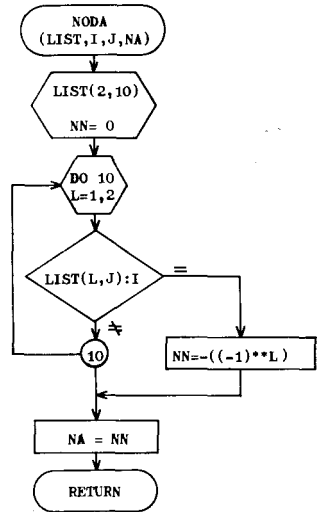 NODA
(LIST,I,J,NA)
LIST(2,10)
NN= 0
DO 10
L=1,2
LIST(L,J):I
=
≠
10
NN=-((-1)**L)
NA = NN
RETURN